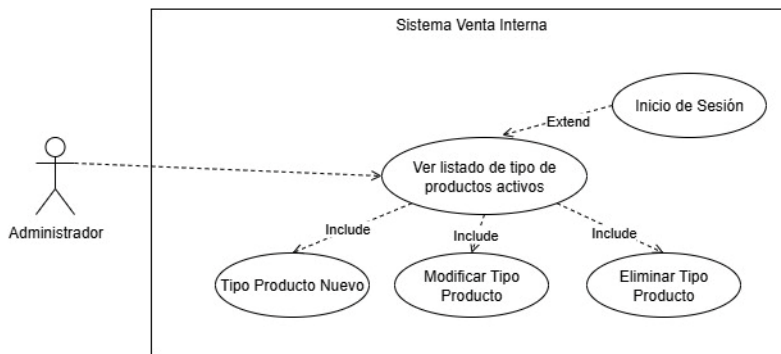 Sistema Venta Interna
Inicio de Sesión
Extend
Ver listado de tipo de
productos activos
Administrador
Include
Include
Include
Tipo Producto Nuevo
Modificar Tipo
Producto
Eliminar Tipo
Producto